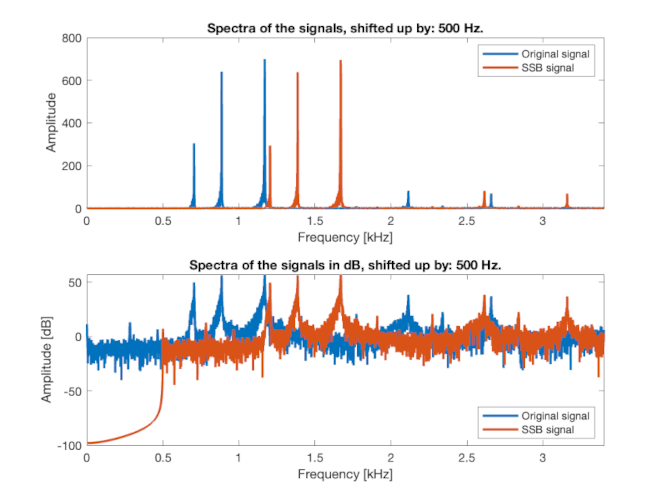 Spectra of the signals, shifted up by: 500 Hz.
800
600
400
200
0
Amplitude
Original signal
SSB signal
0 0.5 1 1.5 2 2.5 3
Frequency [kHz]
Spectra of the signals in dB, shifted up by: 500 Hz.
50
0
-50
-100
Amplitude [dB]
Original signal
SSB signal
0 0.5 1 1.5 2 2.5 3
Frequency [kHz]